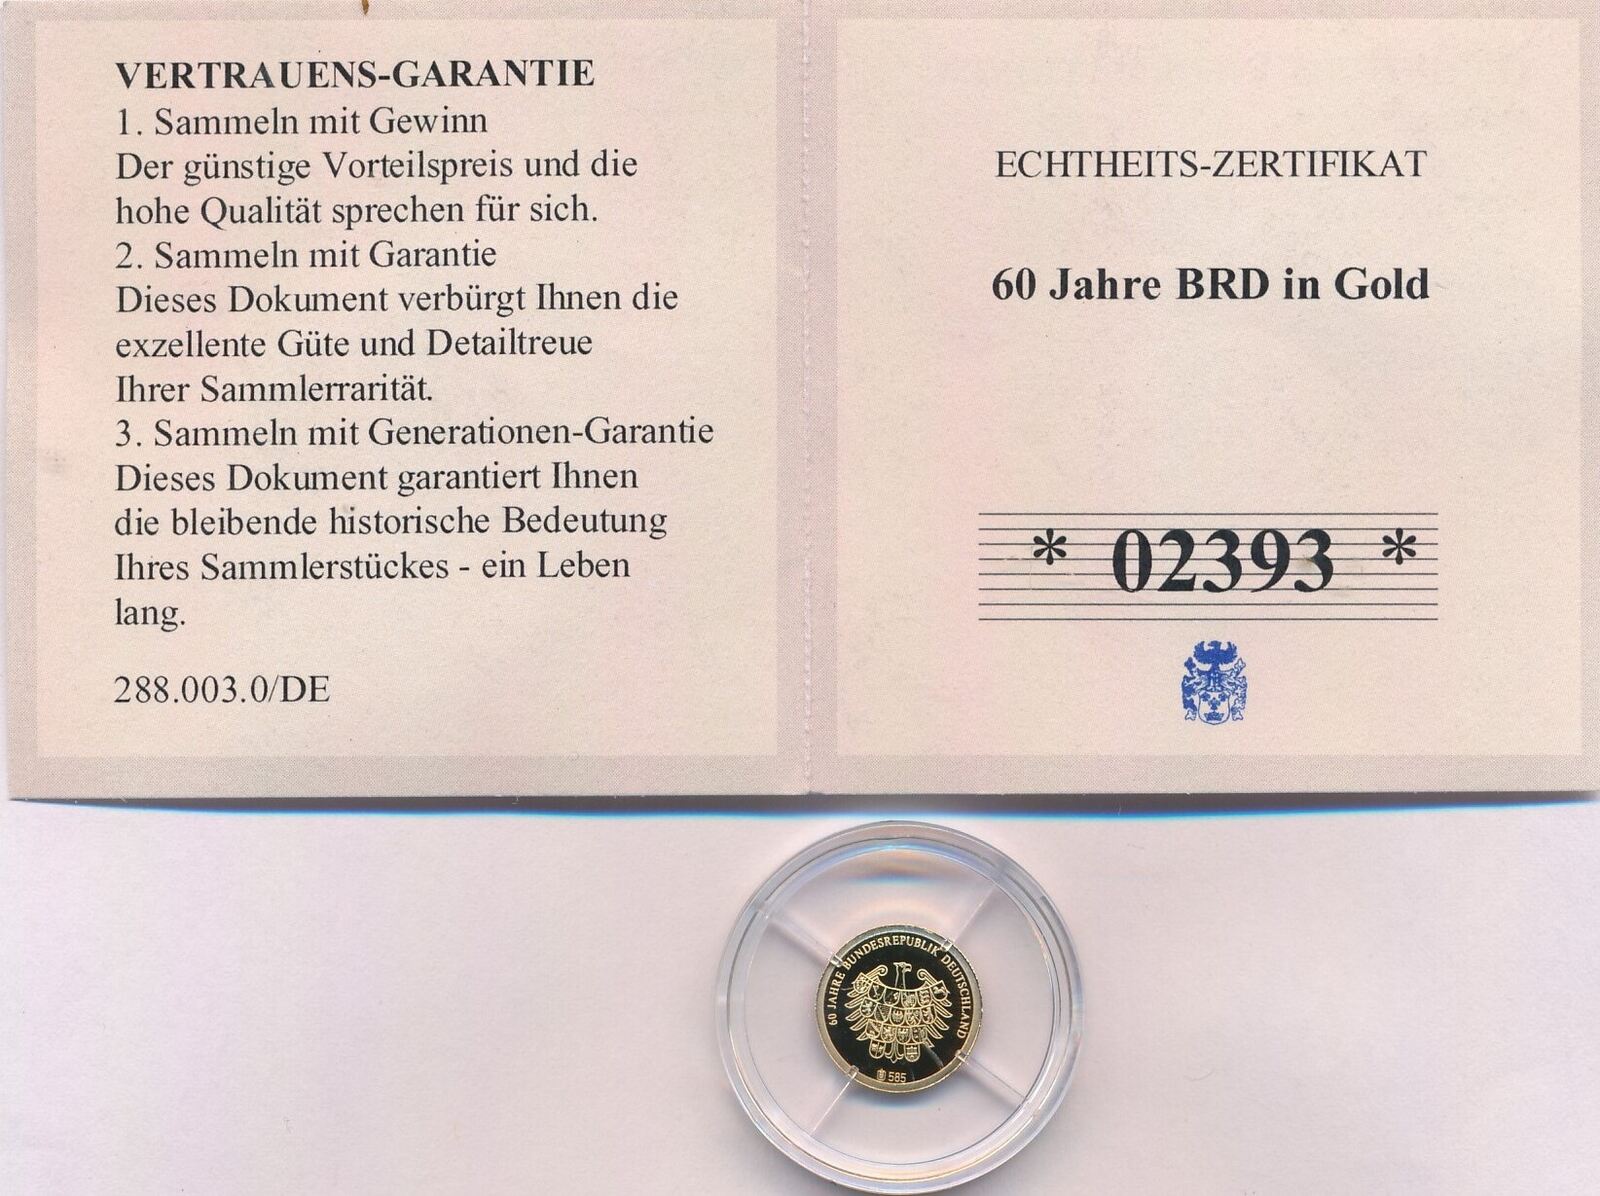 VERTRAUENS-GARANTIE
1. Sammeln mit Gewinn
Der günstige Vorteilspreis und die
hohe Qualität sprechen für sich.
2. Sammeln mit Garantie
Dieses Dokument verbürgt Ihnen die
exzellente Güte und Detailtreue
Ihrer Sammlerrarität.
3. Sammeln mit Generationen-Garantie
Dieses Dokument garantiert Ihnen
die bleibende historische Bedeutung
Ihres Sammlerstückes - ein Leben
lang.
288.003.0/DE
ECHTHEITS-ZERTIFIKAT
60 Jahre BRD in Gold
* 02393 *
60 JAHRE BUNDESREPUBLIK DEUTSCHLAND
585